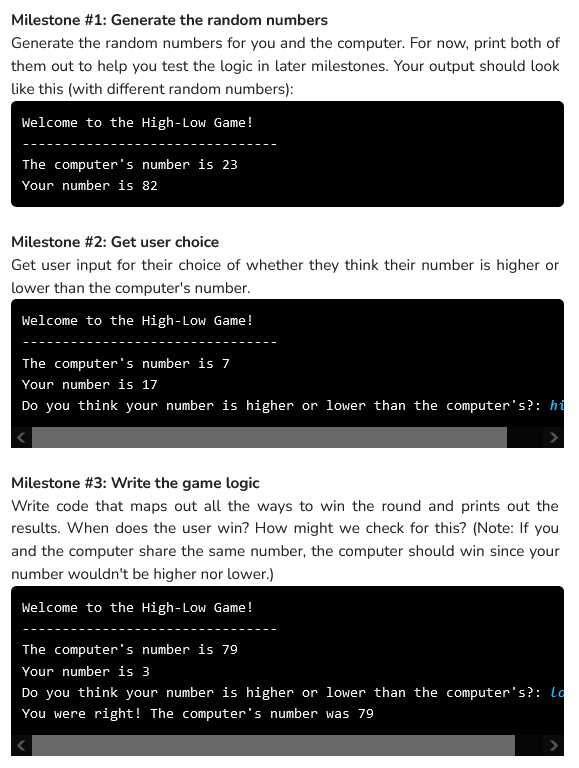 Milestone #1: Generate the random numbers
Generate the random numbers for you and the computer. For now, print both of
them out to help you test the logic in later milestones. Your output should look
like this (with different random numbers):
Welcome to the High-Low Game!
--------------------------------
The computer's number is 23
Your number is 82
Milestone #2: Get user choice
Get user input for their choice of whether they think their number is higher or
lower than the computer's number.
Welcome to the High-Low Game!
--------------------------------
The computer's number is 7
Your number is 17
Do you think your number is higher or lower than the computer's?: hi
Milestone #3: Write the game logic
Write code that maps out all the ways to win the round and prints out the
results. When does the user win? How might we check for this? (Note: If you
and the computer share the same number, the computer should win since your
number wouldn't be higher nor lower.)
Welcome to the High-Low Game!
--------------------------------
The computer's number is 79
Your number is 3
Do you think your number is higher or lower than the computer's?: lo
You were right! The computer's number was 79